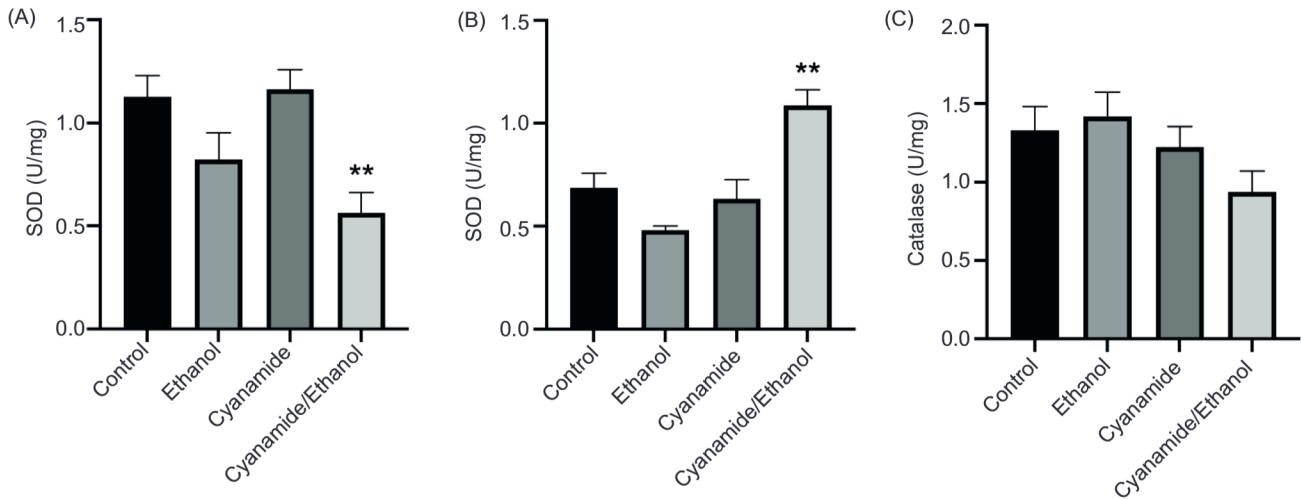 (A)
SOD (U/mg)
1.5
1.0
0.5
0.0
**
Control
Ethanol
Cyanamide
Cyanamide/Ethanol
(B)
SOD (U/mg)
1.5
1.0
0.5
0.0
**
Control
Ethanol
Cyanamide
Cyanamide/Ethanol
(C)
Catalase (U/mg)
2.0
1.5
1.0
0.5
0.0
Control
Ethanol
Cyanamide
Cyanamide/Ethanol